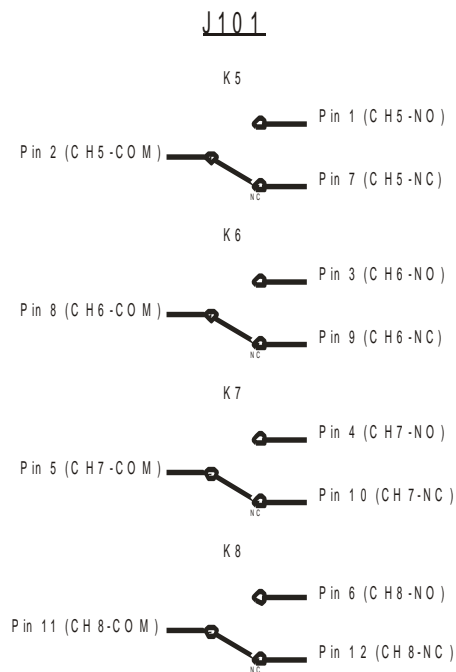 J101
K5
Pin 1 (CH5-NO)
Pin 2 (CH5-COM)
Pin 7 (CH5-NC)
NC
K6
Pin 3 (CH6-NO)
Pin 8 (CH6-COM)
Pin 9 (CH6-NC)
NC
K7
Pin 4 (CH7-NO)
Pin 5 (CH7-COM)
Pin 10 (CH7-NC)
NC
K8
Pin 6 (CH8-NO)
Pin 11 (CH8-COM)
Pin 12 (CH8-NC)
NC